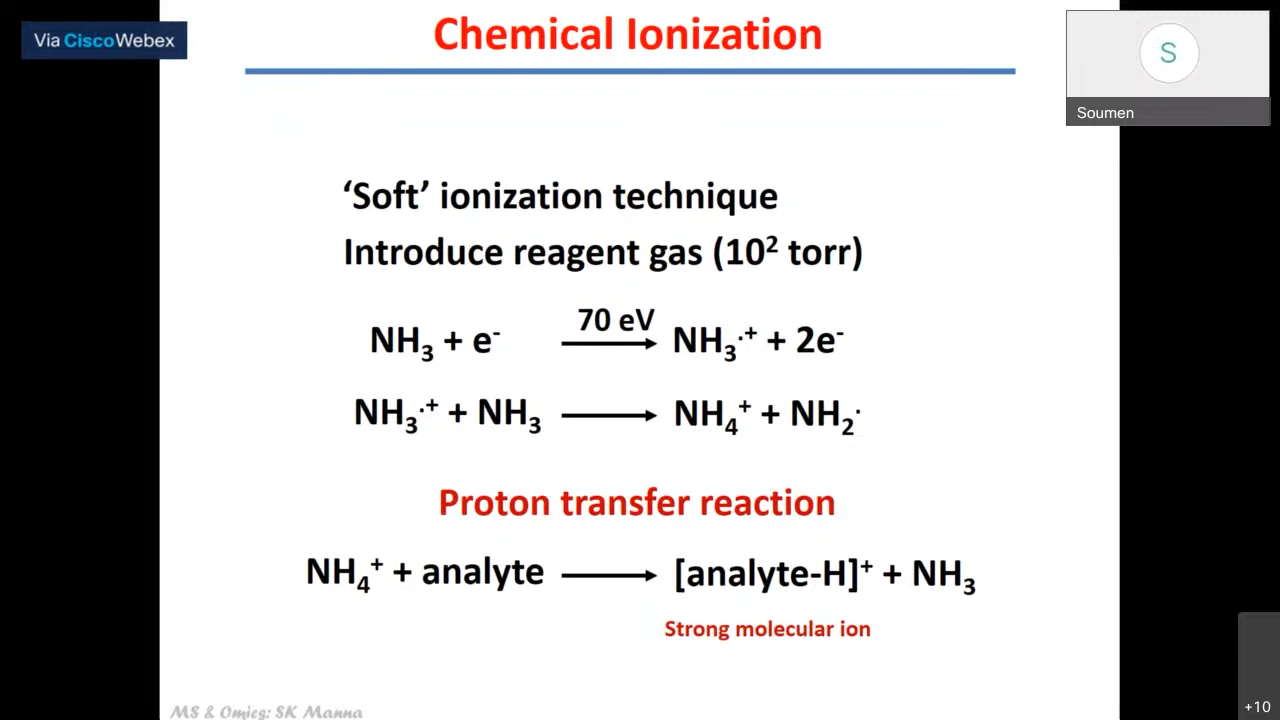 Via CiscoWebex
Chemical Ionization
S
Soumen
‘Soft’ ionization technique
Introduce reagent gas (10² torr)
70 eV
NH₃ + e⁻ ⟶ NH₃·⁺ + 2e⁻
NH₃·⁺ + NH₃ ⟶ NH₄⁺ + NH₂·
Proton transfer reaction
NH₄⁺ + analyte ⟶ [analyte-H]⁺ + NH₃
Strong molecular ion
MS & Omics: SK Manna
+10